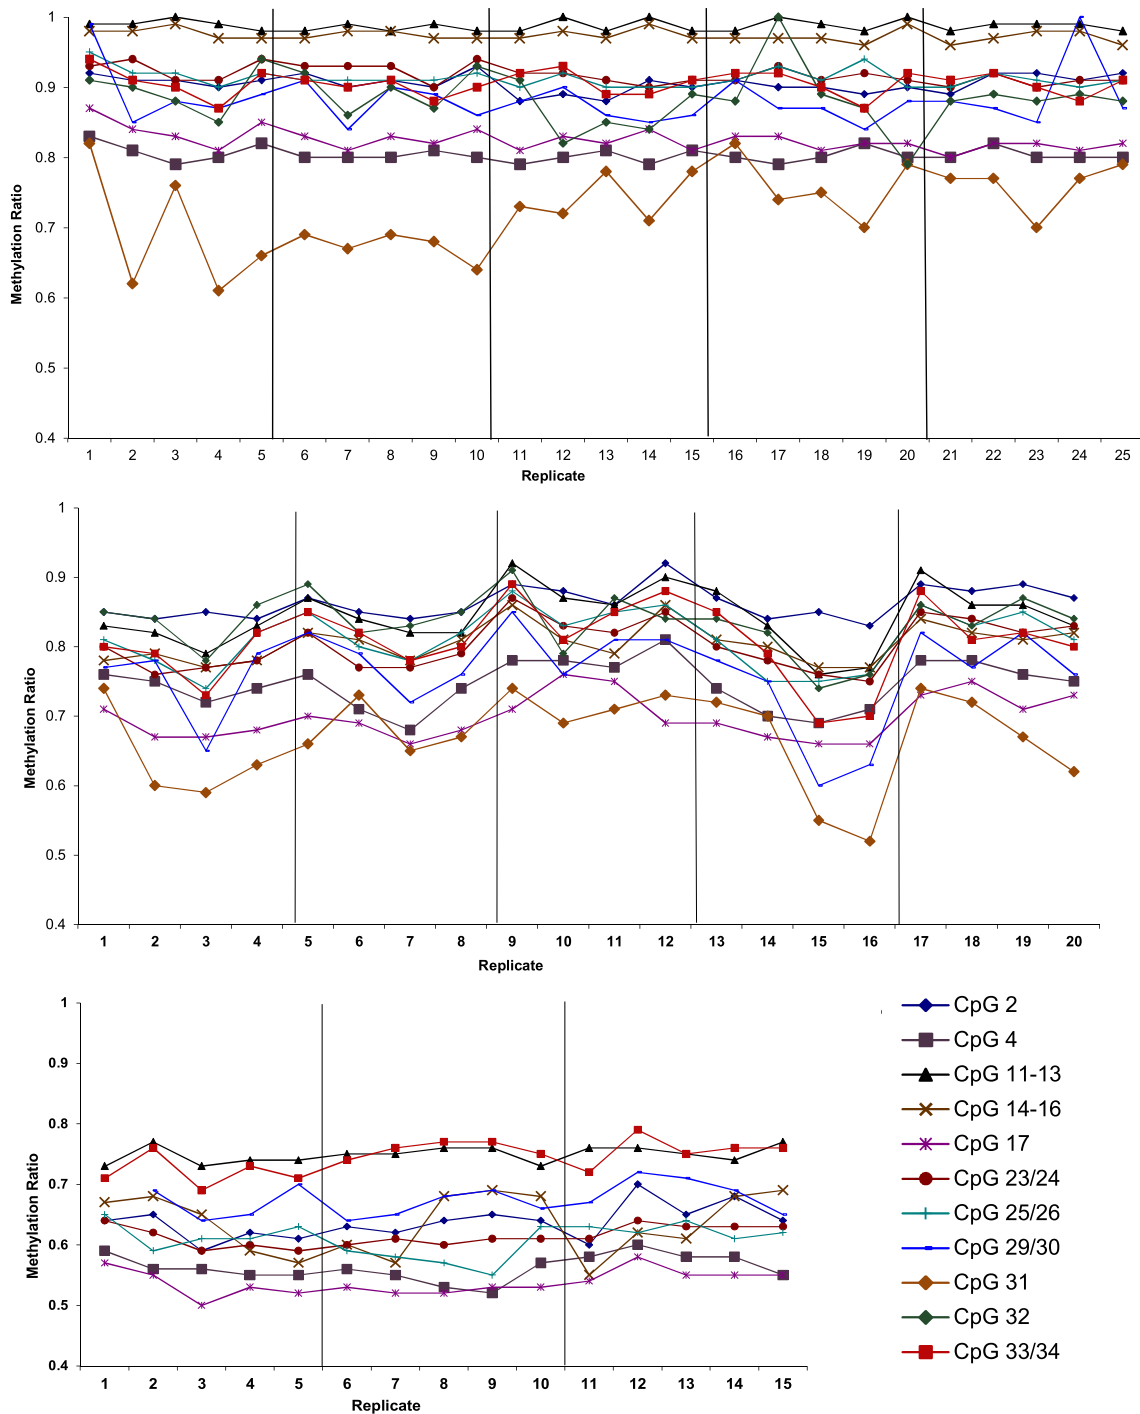 1
0.9
0.8
0.7
0.6
0.5
0.4
Methylation Ratio
1 2 3 4 5 6 7 8 9 10 11 12 13 14 15 16 17 18 19 20 21 22 23 24 25
Replicate
1
0.9
0.8
0.7
0.6
0.5
0.4
Methylation Ratio
1 2 3 4 5 6 7 8 9 10 11 12 13 14 15 16 17 18 19 20
Replicate
1
0.9
0.8
0.7
0.6
0.5
0.4
Methylation Ratio
1 2 3 4 5 6 7 8 9 10 11 12 13 14 15
Replicate
CpG 2
CpG 4
CpG 11-13
CpG 14-16
CpG 17
CpG 23/24
CpG 25/26
CpG 29/30
CpG 31
CpG 32
CpG 33/34